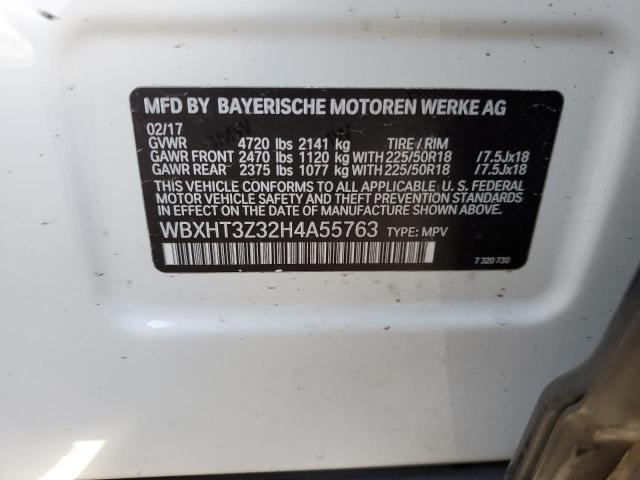 MFD BY BAYERISCHE MOTOREN WERKE AG
02/17
GVWR 4720 lbs 2141 kg TIRE / RIM
GAWR FRONT 2470 lbs 1120 kg WITH 225/50R18 /7.5Jx18
GAWR REAR 2375 lbs 1077 kg WITH 225/50R18 /7.5Jx18
THIS VEHICLE CONFORMS TO ALL APPLICABLE U. S. FEDERAL
MOTOR VEHICLE SAFETY, BUMPER, AND THEFT PREVENTION
STANDARDS IN EFFECT ON THE DATE OF MANUFACTURE SHOWN ABOVE.
WBXHT3Z32H4A55763 TYPE: MPV
7 320 730